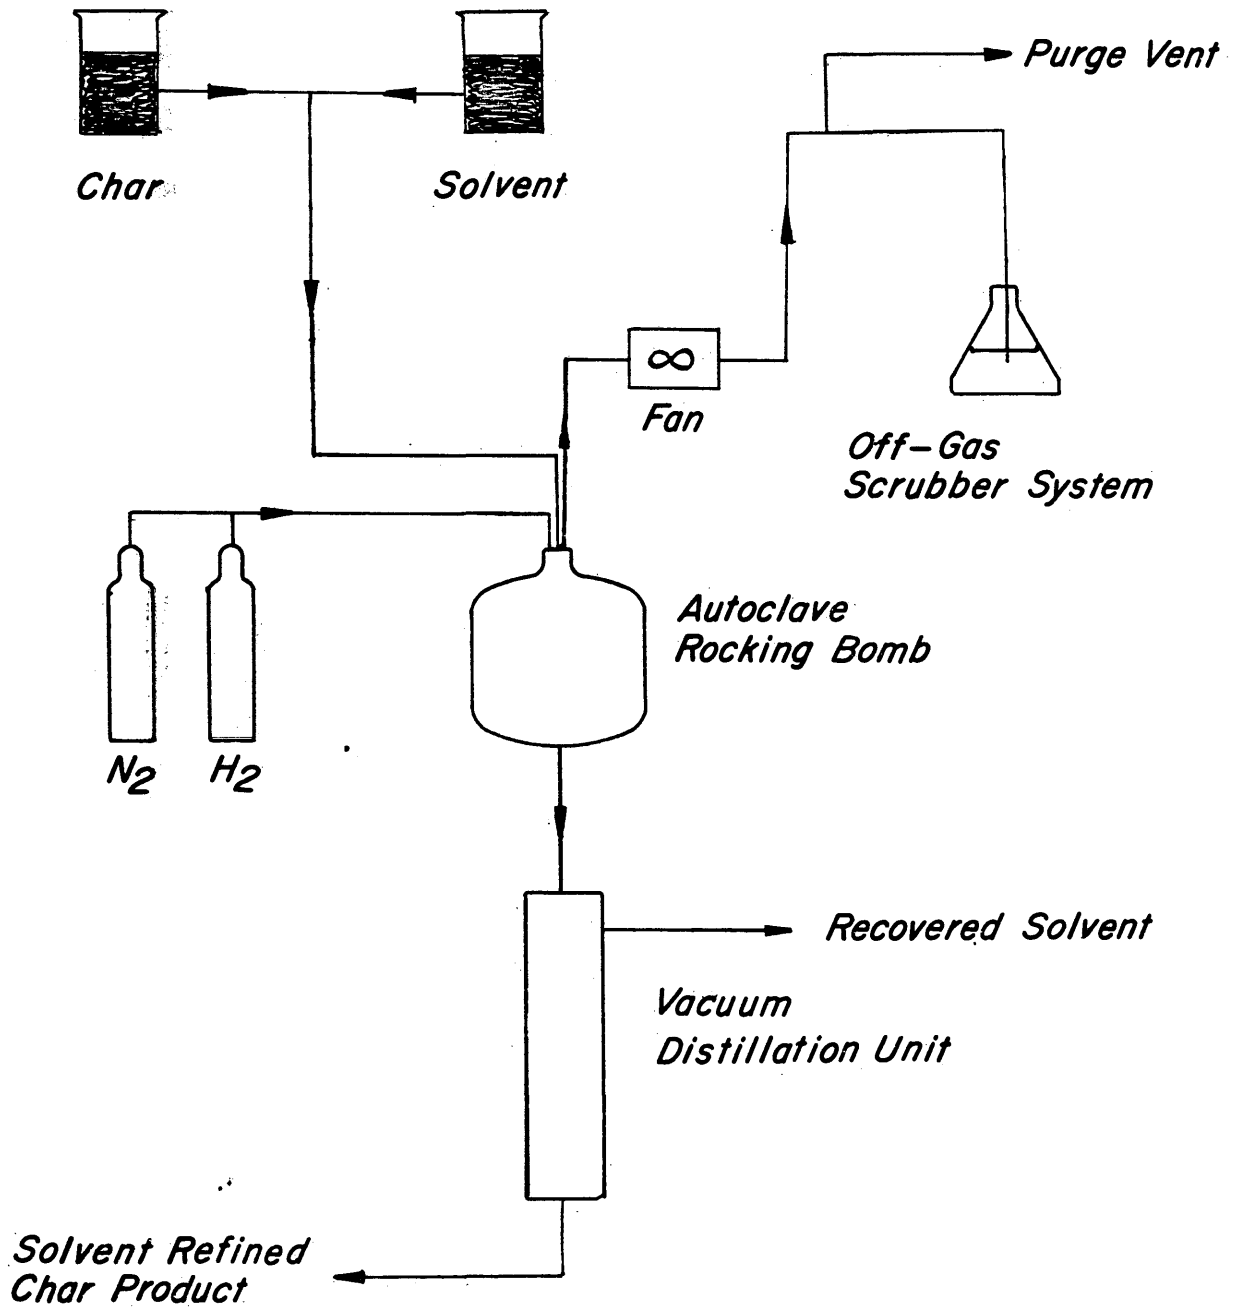 Purge Vent
Char
Solvent
Fan
Off-Gas
Scrubber System
Autoclave
Rocking Bomb
N2
H2
Recovered Solvent
Vacuum
Distillation Unit
Solvent Refined
Char Product